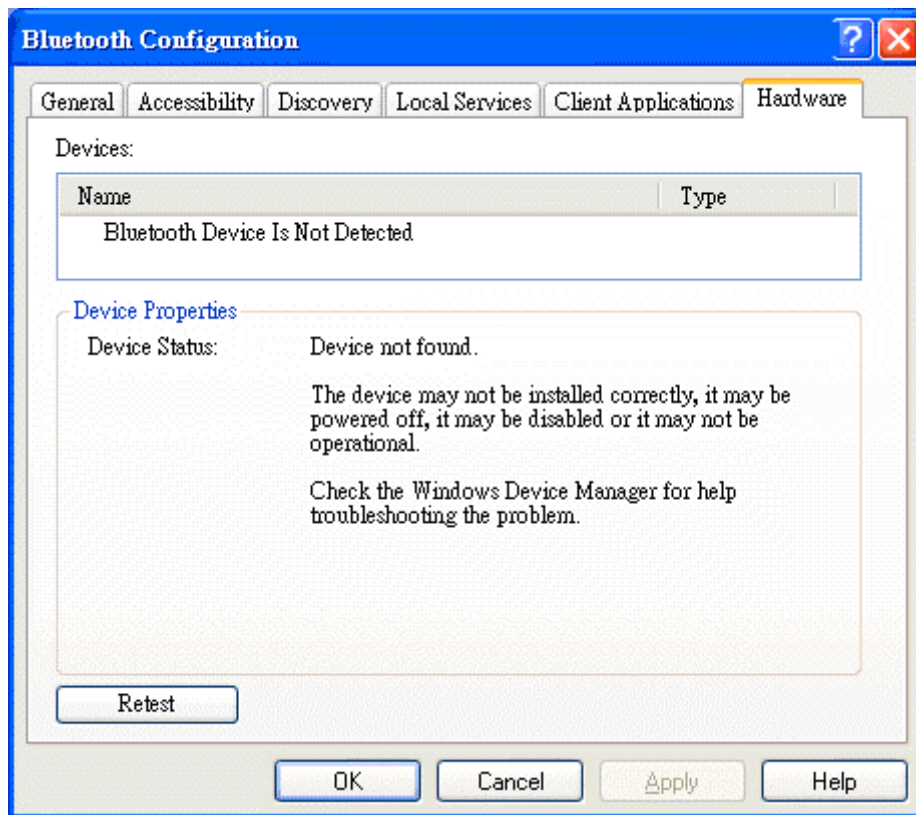 Bluetooth Configuration
General Accessibility Discovery Local Services Client Applications Hardware
Devices:
Name Type
Bluetooth Device Is Not Detected
Device Properties
Device Status: Device not found.
The device may not be installed correctly, it may be
powered off, it may be disabled or it may not be
operational.
Check the Windows Device Manager for help
troubleshooting the problem.
Retest
OK Cancel Apply Help